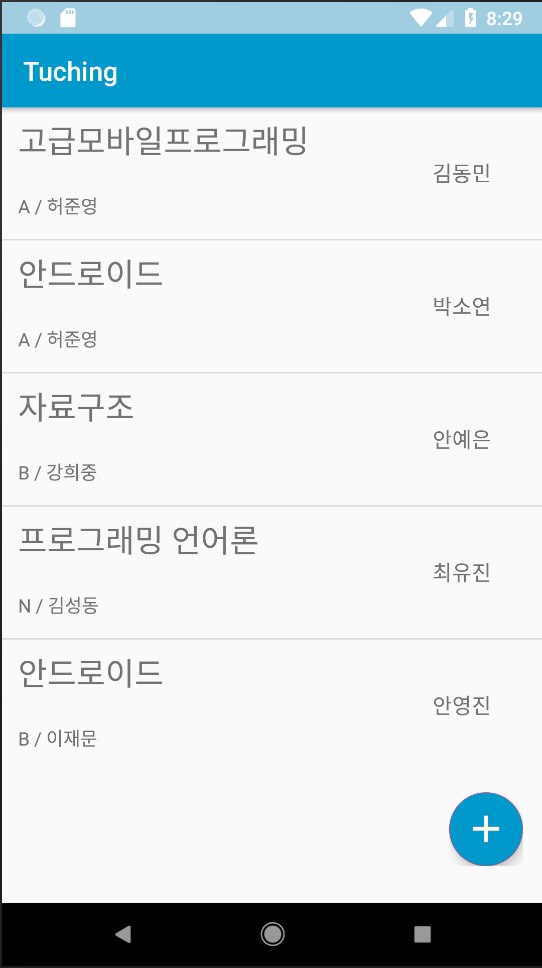 8:29
Tuching
고급모바일프로그래밍
김동민
A / 허준영
안드로이드
박소연
A / 허준영
자료구조
안예은
B / 강희중
프로그래밍 언어론
최유진
N / 김성동
안드로이드
안영진
B / 이재문